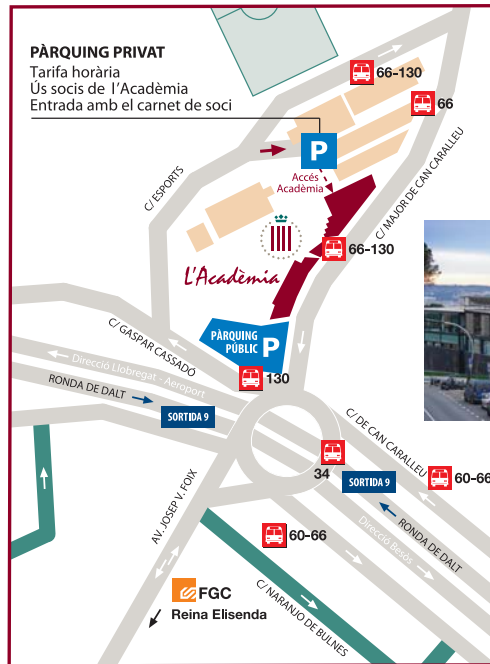 PÀRQUING PRIVAT
Tarifa horària
Ús socis de l'Acadèmia
Entrada amb el carnet de soci
66-130
66
P
Accés
Acadèmia
C/ ESPORTS
C/ MAJOR DE CAN CARALLEU
66-130
L'Acadèmia
PÀRQUING
PÚBLIC
P
C/ GASPAR CASSADÓ
130
Direcció Llobregat - Aeroport
RONDA DE DALT
SORTIDA 9
C/ DE CAN CARALLEU
34
SORTIDA 9
60-66
AV. JOSEP V. FOIX
RONDA DE DALT
Direcció Besòs
60-66
C/ NARANJO DE BULNES
FGC
Reina Elisenda